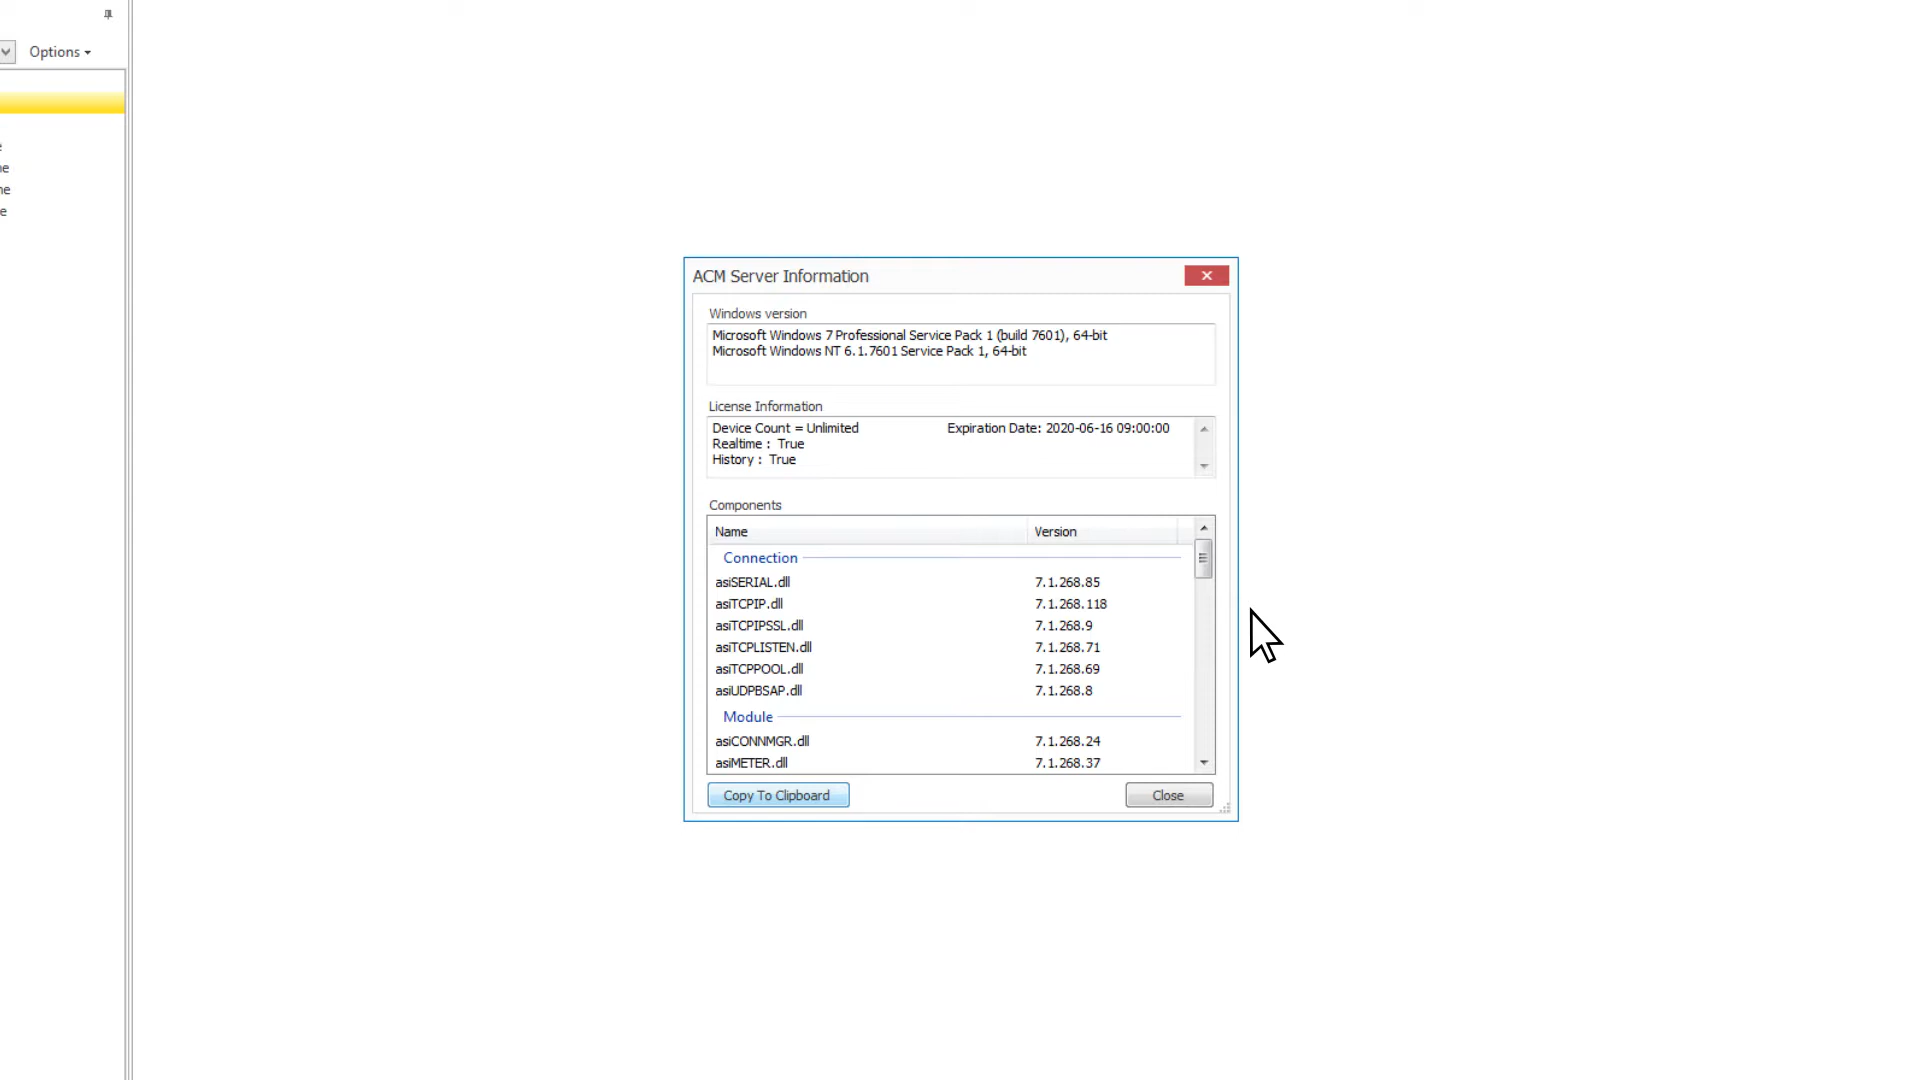 Options
e
ne
ne
e
ACM Server Information
Windows version
Microsoft Windows 7 Professional Service Pack 1 (build 7601), 64-bit
Microsoft Windows NT 6.1.7601 Service Pack 1, 64-bit
License Information
Device Count = Unlimited Expiration Date: 2020-06-16 09:00:00
Realtime : True
History : True
Components
Name Version
Connection
asiSERIAL.dll 7.1.268.85
asiTCPIP.dll 7.1.268.118
asiTCPIPSSL.dll 7.1.268.9
asiTCPLISTEN.dll 7.1.268.71
asiTCPPOOL.dll 7.1.268.69
asiUDPBSAP.dll 7.1.268.8
Module
asiCONNMGR.dll 7.1.268.24
asiMETER.dll 7.1.268.37
Copy To Clipboard Close